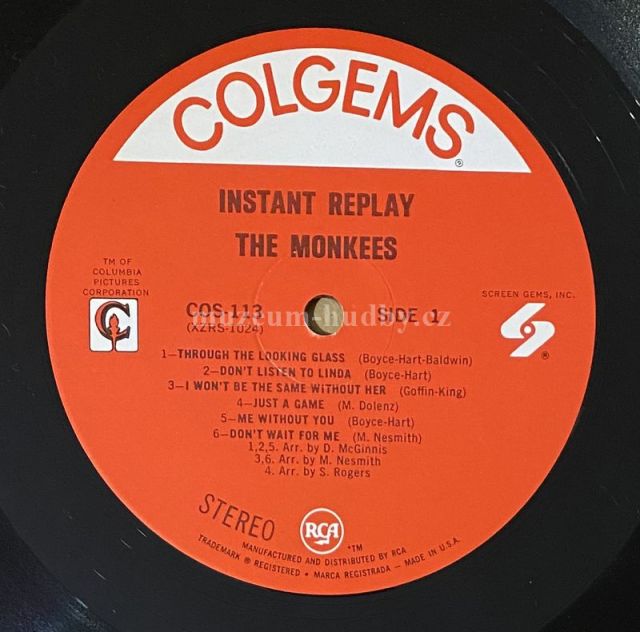 COLGEMS®
INSTANT REPLAY
THE MONKEES
TM OF
COLUMBIA
PICTURES
CORPORATION
SCREEN GEMS, INC.
®
COS-113
(XZRS-1024)
SIDE 1
muzeum-hudby.cz
1—THROUGH THE LOOKING GLASS (Boyce-Hart-Baldwin)
2—DON'T LISTEN TO LINDA (Boyce-Hart)
3—I WON'T BE THE SAME WITHOUT HER (Goffin-King)
4—JUST A GAME (M. Dolenz)
5—ME WITHOUT YOU (Boyce-Hart)
6—DON'T WAIT FOR ME (M. Nesmith)
1,2,5. Arr. by D. McGinnis
3,6. Arr. by M. Nesmith
4. Arr. by S. Rogers
STEREO
RCA
*TM
MANUFACTURED AND DISTRIBUTED BY RCA
TRADEMARK ® REGISTERED • MARCA REGISTRADA — MADE IN U.S.A.